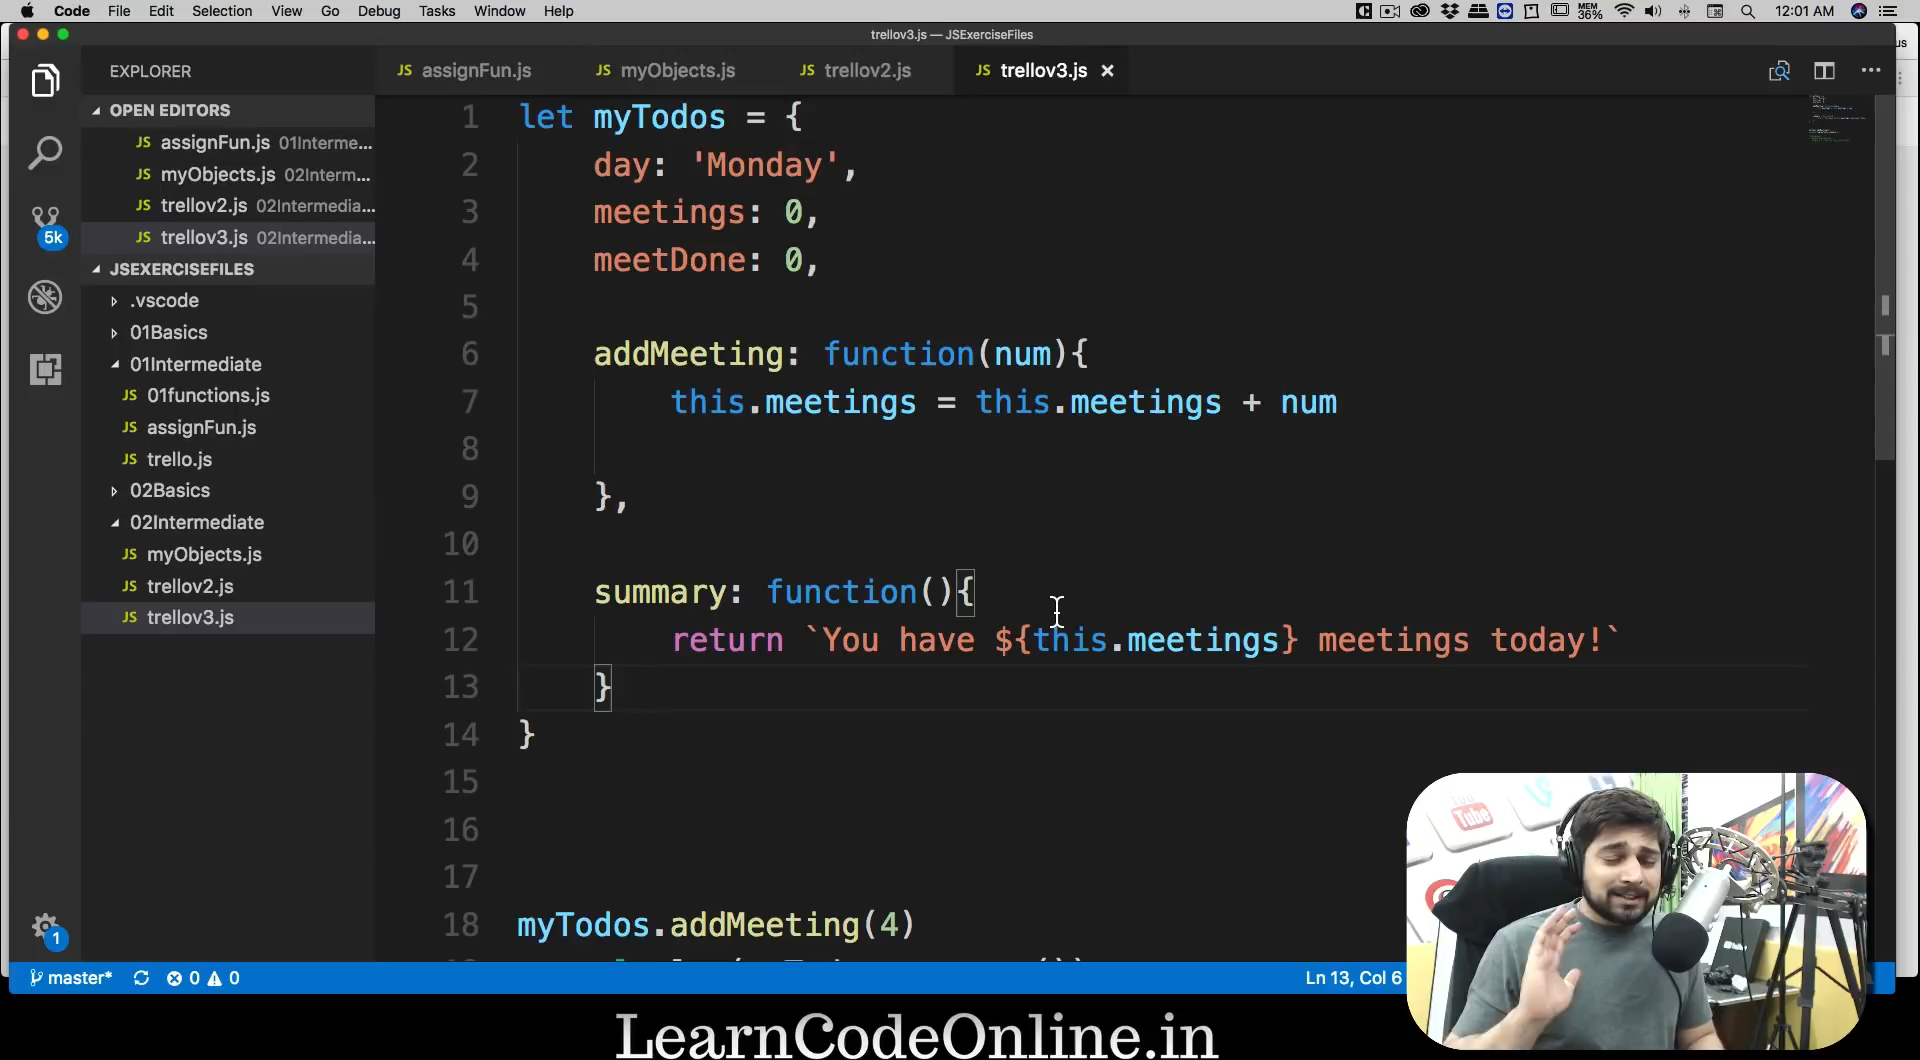 Code File Edit Selection View Go Debug Tasks Window Help MEM 36% 12:01 AM
trellov3.js — JSExerciseFiles
EXPLORER
JS assignFun.js JS myObjects.js JS trellov2.js JS trellov3.js ×
OPEN EDITORS
JS assignFun.js 01Interme...
JS myObjects.js 02Interm...
JS trellov2.js 02Intermedia...
JS trellov3.js 02Intermedia...
5k
JSEXERCISEFILES
.vscode
01Basics
01Intermediate
JS 01functions.js
JS assignFun.js
JS trello.js
02Basics
02Intermediate
JS myObjects.js
JS trellov2.js
JS trellov3.js
1
1 let myTodos = {
2 day: 'Monday',
3 meetings: 0,
4 meetDone: 0,
5
6 addMeeting: function(num){
7 this.meetings = this.meetings + num
8
9 },
10
11 summary: function(){
12 return `You have ${this.meetings} meetings today!`
13 }
14 }
15
16
17
18 myTodos.addMeeting(4)
master* 0 0 Ln 13, Col 6
Tube
LearnCodeOnline.in